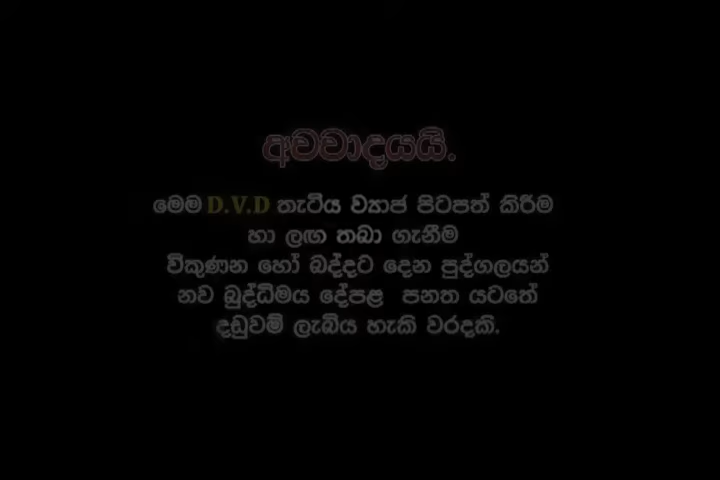 අවවාදයයි.
මෙම D.V.D තැටිය ව්‍යාජ පිටපත් කිරීම
හා ලඟ තබා ගැනීම
විකුණන හෝ බද්දට දෙන පුද්ගලයන්
නව බුද්ධිමය දේපළ පනත යටතේ
දඩුවම් ලැබිය හැකි වරදකි.